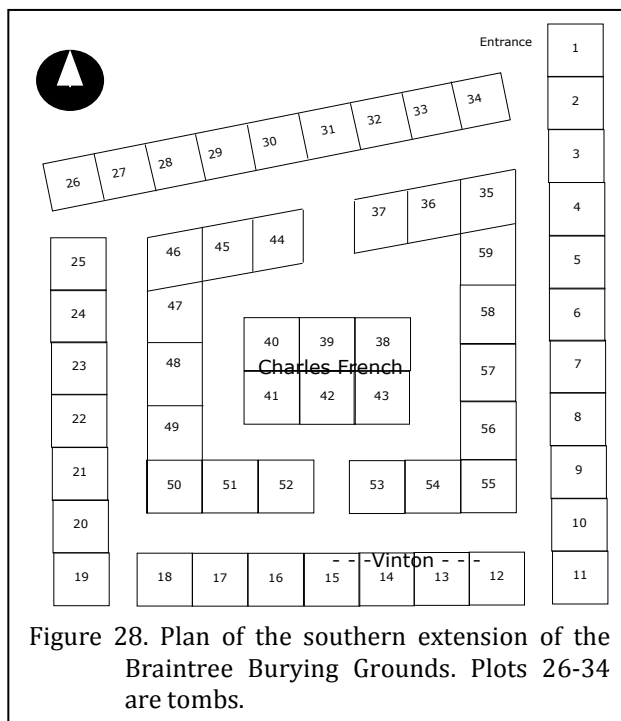 Entrance
1
2
3
4
5
6
7
8
9
10
11
26 27 28 29 30 31 32 33 34
46 45 44
37 36 35
25
24
23
22
21
20
19
47
48
49
50 51 52
59
58
57
56
53 54 55
40 39 38
Charles French
41 42 43
- - -Vinton - - -
18 17 16 15 14 13 12
Figure 28. Plan of the southern extension of the
Braintree Burying Grounds. Plots 26-34
are tombs.